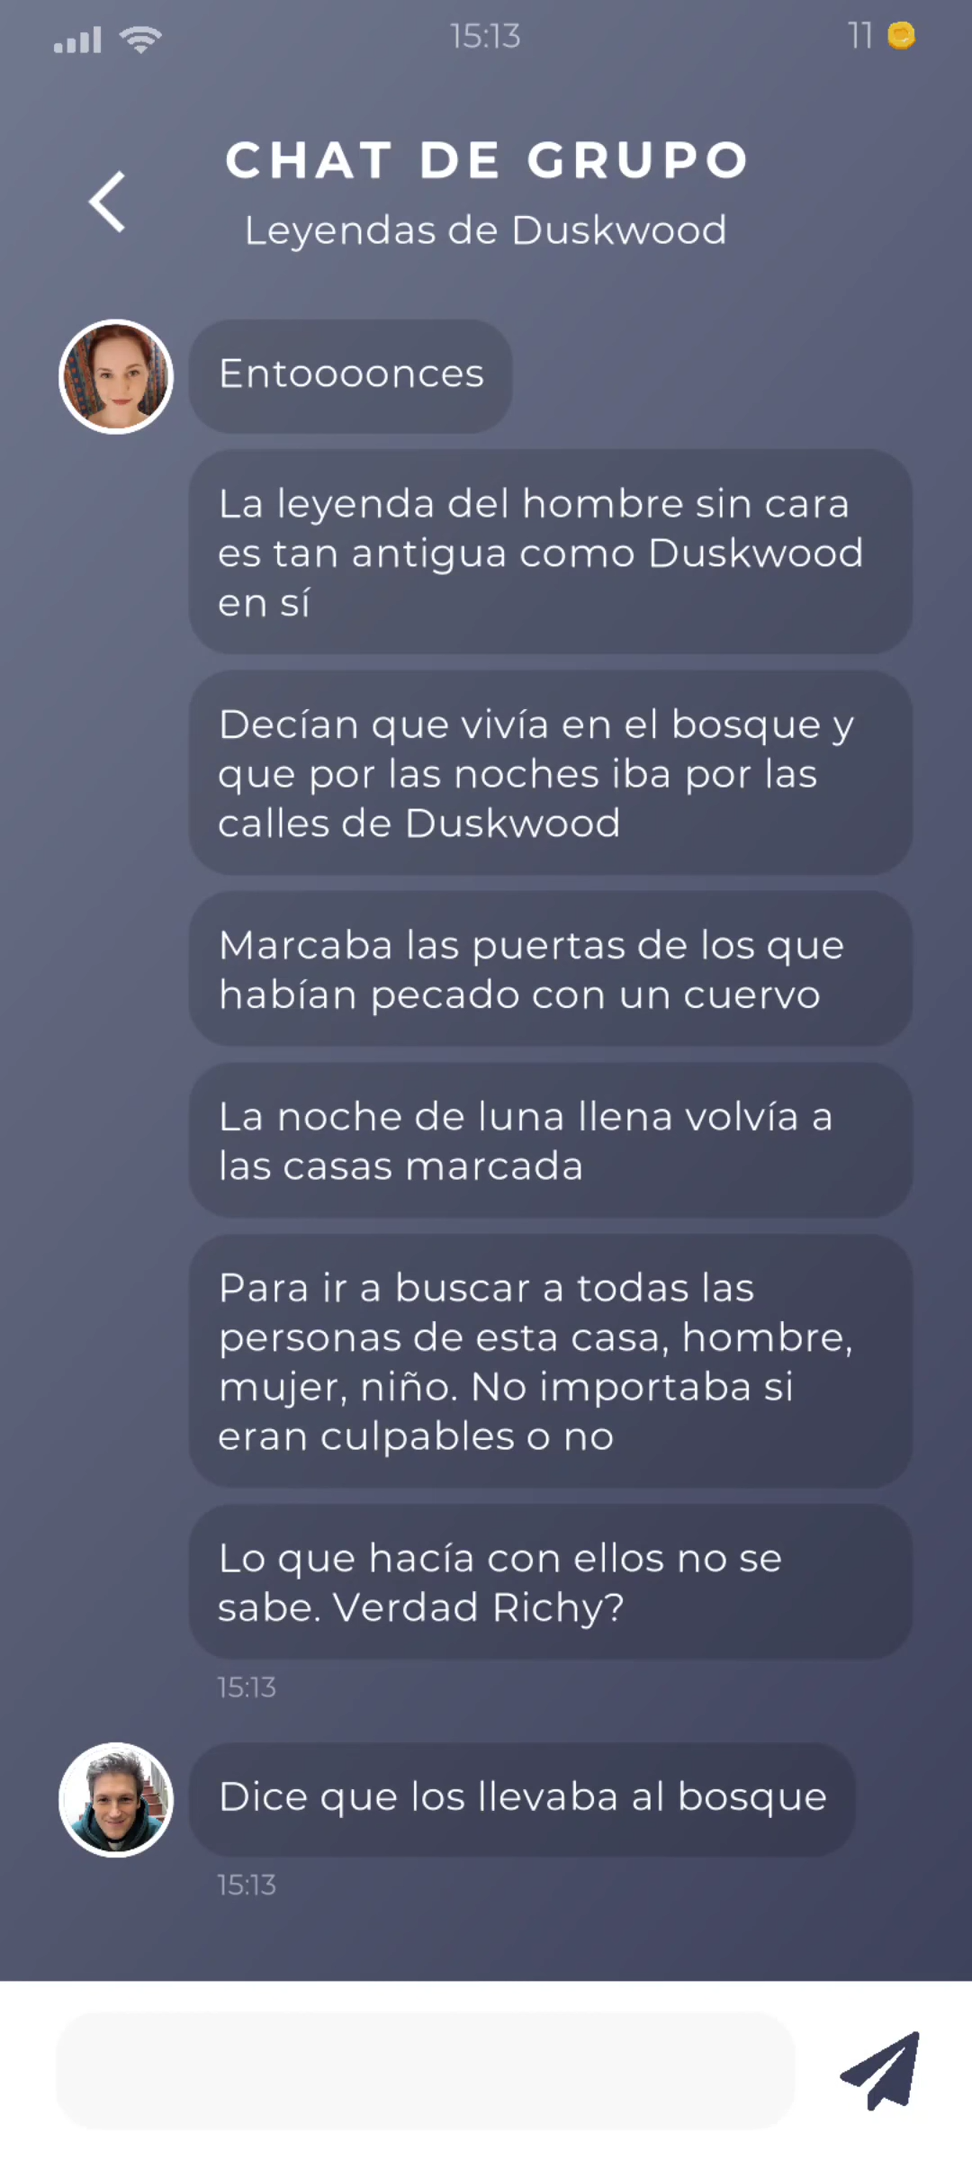 15:13
11
CHAT DE GRUPO
Leyendas de Duskwood
Entoooonces
La leyenda del hombre sin cara
es tan antigua como Duskwood
en sí
Decían que vivía en el bosque y
que por las noches iba por las
calles de Duskwood
Marcaba las puertas de los que
habían pecado con un cuervo
La noche de luna llena volvía a
las casas marcada
Para ir a buscar a todas las
personas de esta casa, hombre,
mujer, niño. No importaba si
eran culpables o no
Lo que hacía con ellos no se
sabe. Verdad Richy?
15:13
Dice que los llevaba al bosque
15:13